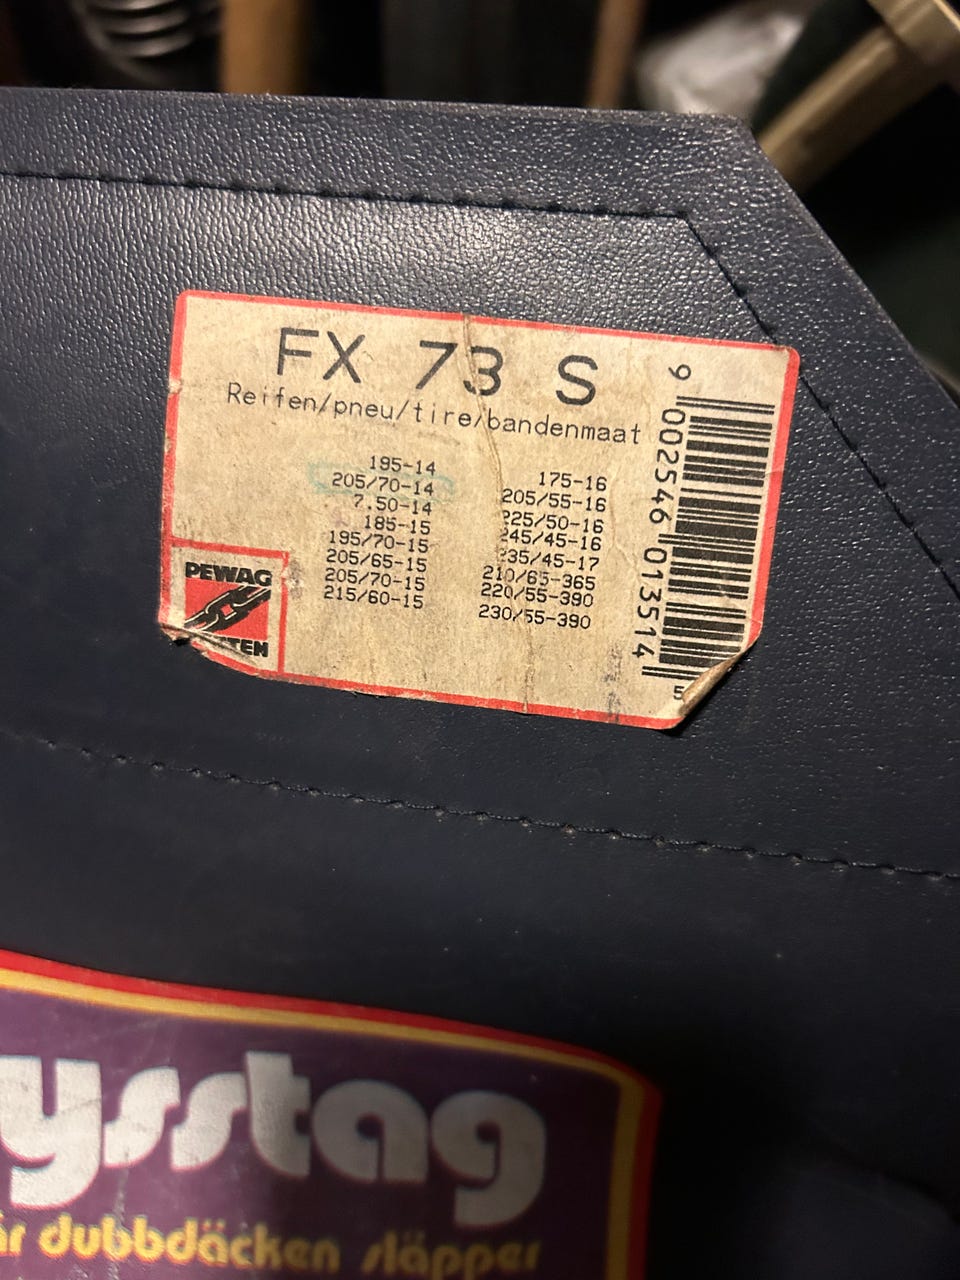 FX 73 S
Reifen/pneu/tire/bandenmaat
195-14
205/70-14
7.50-14
185-15
195/70-15
205/65-15
205/70-15
215/60-15
175-16
205/55-16
225/50-16
245/45-16
235/45-17
210/65-365
220/55-390
230/55-390
9 002546 013514
PEWAG
ysstag
dubbdäcken släpper